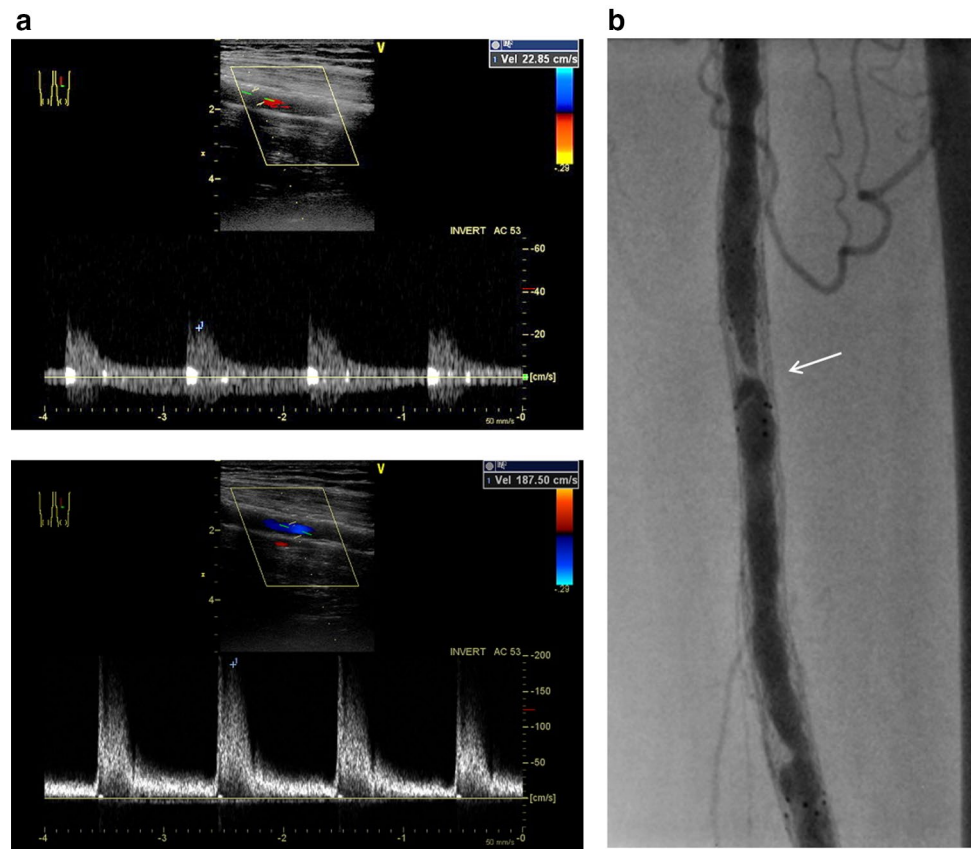 a
b
V
1 Vel 22.85 cm/s
2
x
4
-.29
INVERT AC 53
-60
-40
-20
[cm/s]
-4 -3 -2 -1 -0
50 mm/s
V
1 Vel 187.50 cm/s
2
x
4
-.29
INVERT AC 53
-200
-150
-100
-50
[cm/s]
-4 -3 -2 -1 -0
50 mm/s